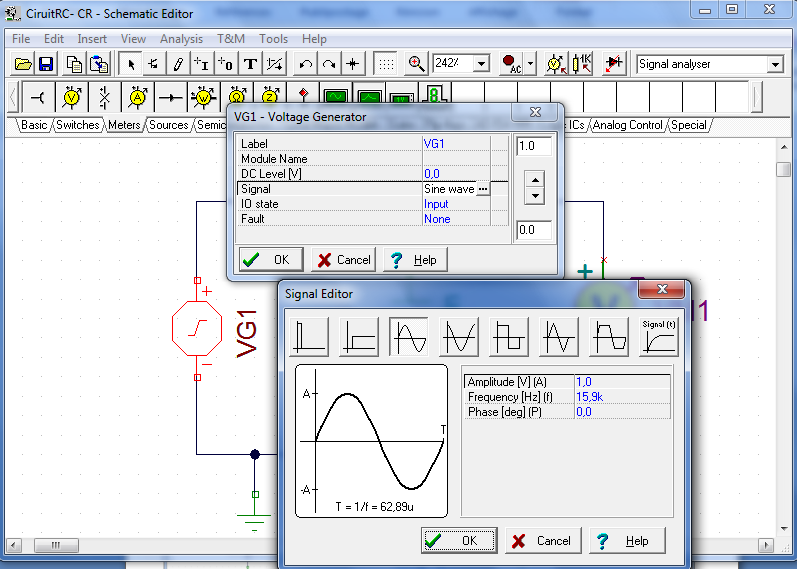 CiruitRC- CR - Schematic Editor
File Edit Insert View Analysis T&M Tools Help
I O T 242% AC 1K Signal analyser
Basic Switches Meters Sources Semic ICs Analog Control Special
VG1 - Voltage Generator
Label VG1
Module Name
DC Level [V] 0,0
Signal Sine wave ...
IO state Input
Fault None
1.0
0.0
OK Cancel ? Help
VG1
+
−
+
V
Signal Editor
Signal (t)
A
-A
T
T = 1/f = 62,89u
Amplitude [V] (A) 1,0
Frequency [Hz] (f) 15,9k
Phase [deg] (P) 0,0
OK Cancel ? Help